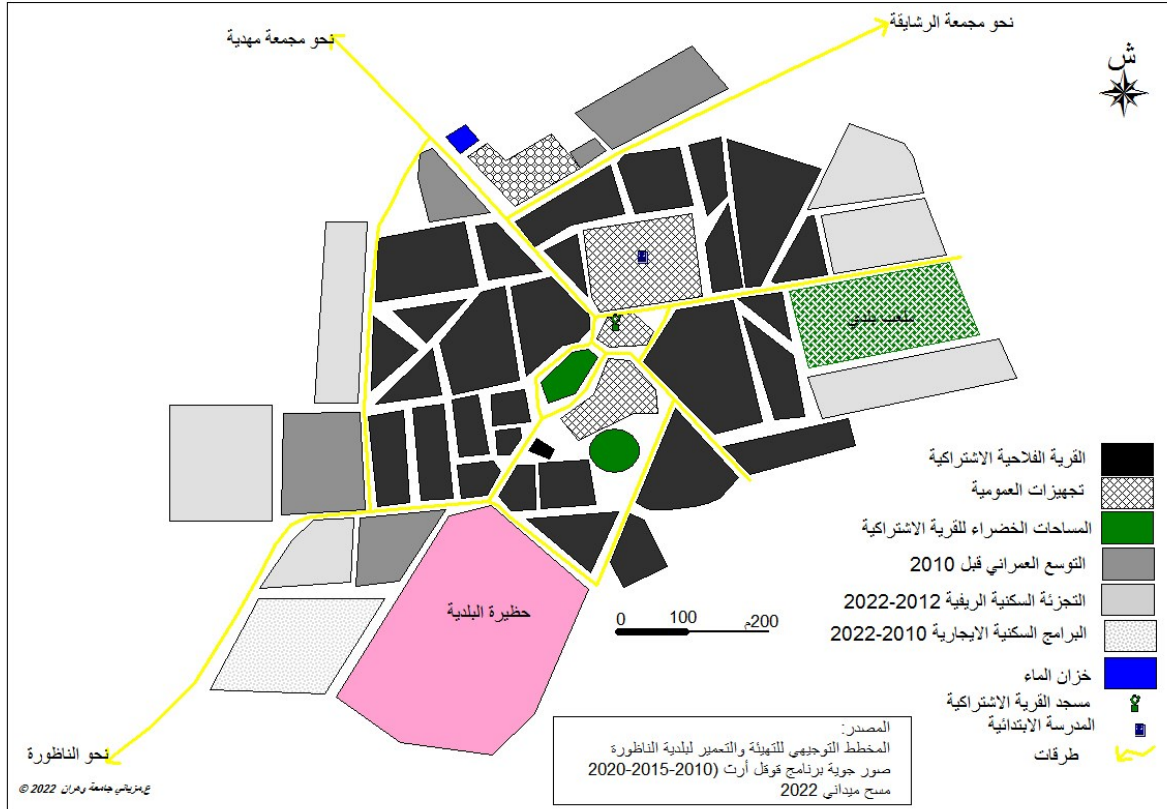 نحو مجمعة الرشايقة
نحو مجمعة مهدية
ش
ملعب بلدي
القرية الفلاحية الاشتراكية
تجهيزات العمومية
المساحات الخضراء للقرية الاشتراكية
التوسع العمراني قبل 2010
التجزئة السكنية الريفية 2012-2022
البرامج السكنية الايجارية 2010-2022
خزان الماء
مسجد القرية الاشتراكية
المدرسة الابتدائية
طرقات
حظيرة البلدية
0 100 200م
نحو الناظورة
المصدر:
المخطط التوجيهي للتهيئة والتعمير لبلدية الناظورة
صور جوية برنامج قوقل أرت (2010-2015-2020
مسح ميداني 2022
ع.مزياني جامعة وهران 2022 ©